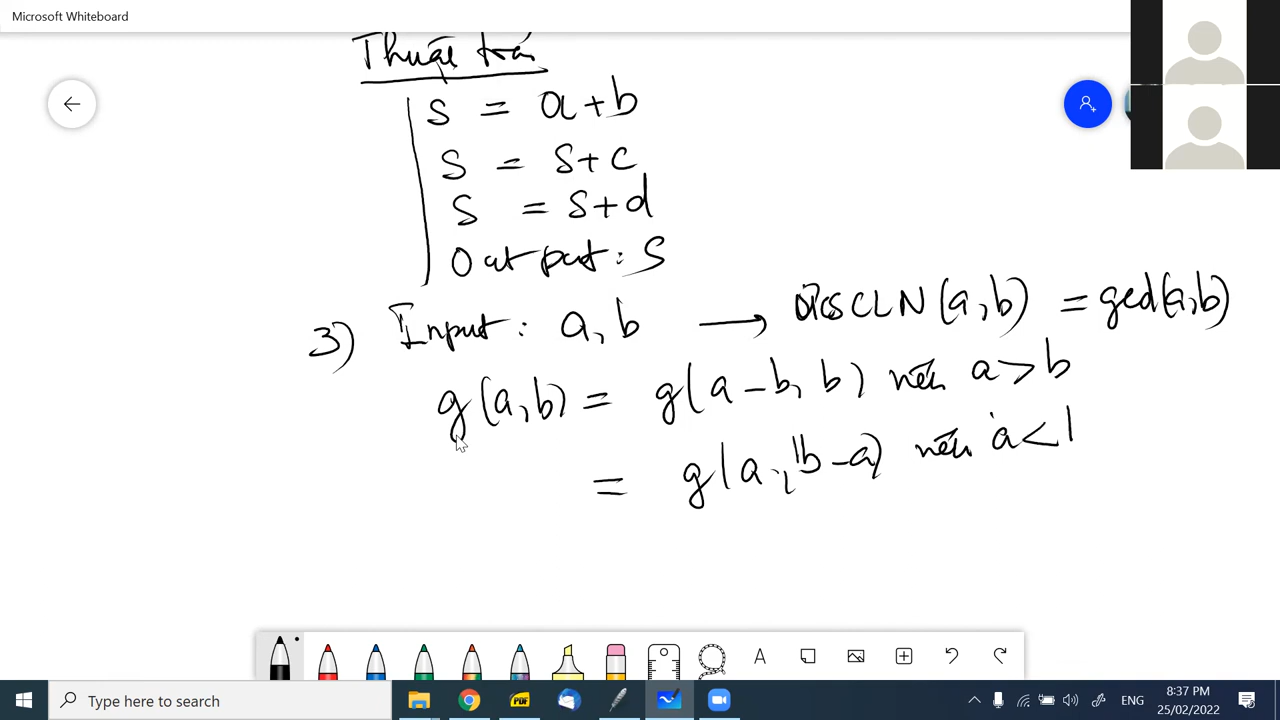 Microsoft Whiteboard
Thuật toán
S = a+b
S = S+c
S = S+d
Output: S
3) Input: a, b → ƯSCLN(a,b) = gcd(a,b)
g(a,b) = g(a-b, b) nếu a>b
= g(a, b-a) nếu a<
Type here to search
PDF
ENG
8:37 PM
25/02/2022